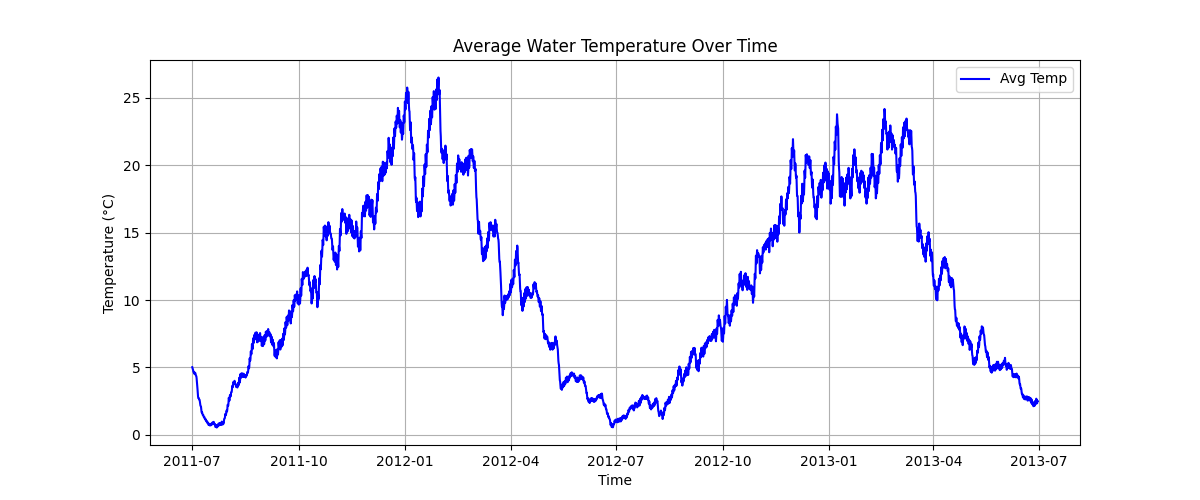 Average Water Temperature Over Time
Avg Temp
Temperature (°C)
25
20
15
10
5
0
2011-07 2011-10 2012-01 2012-04 2012-07 2012-10 2013-01 2013-04 2013-07
Time